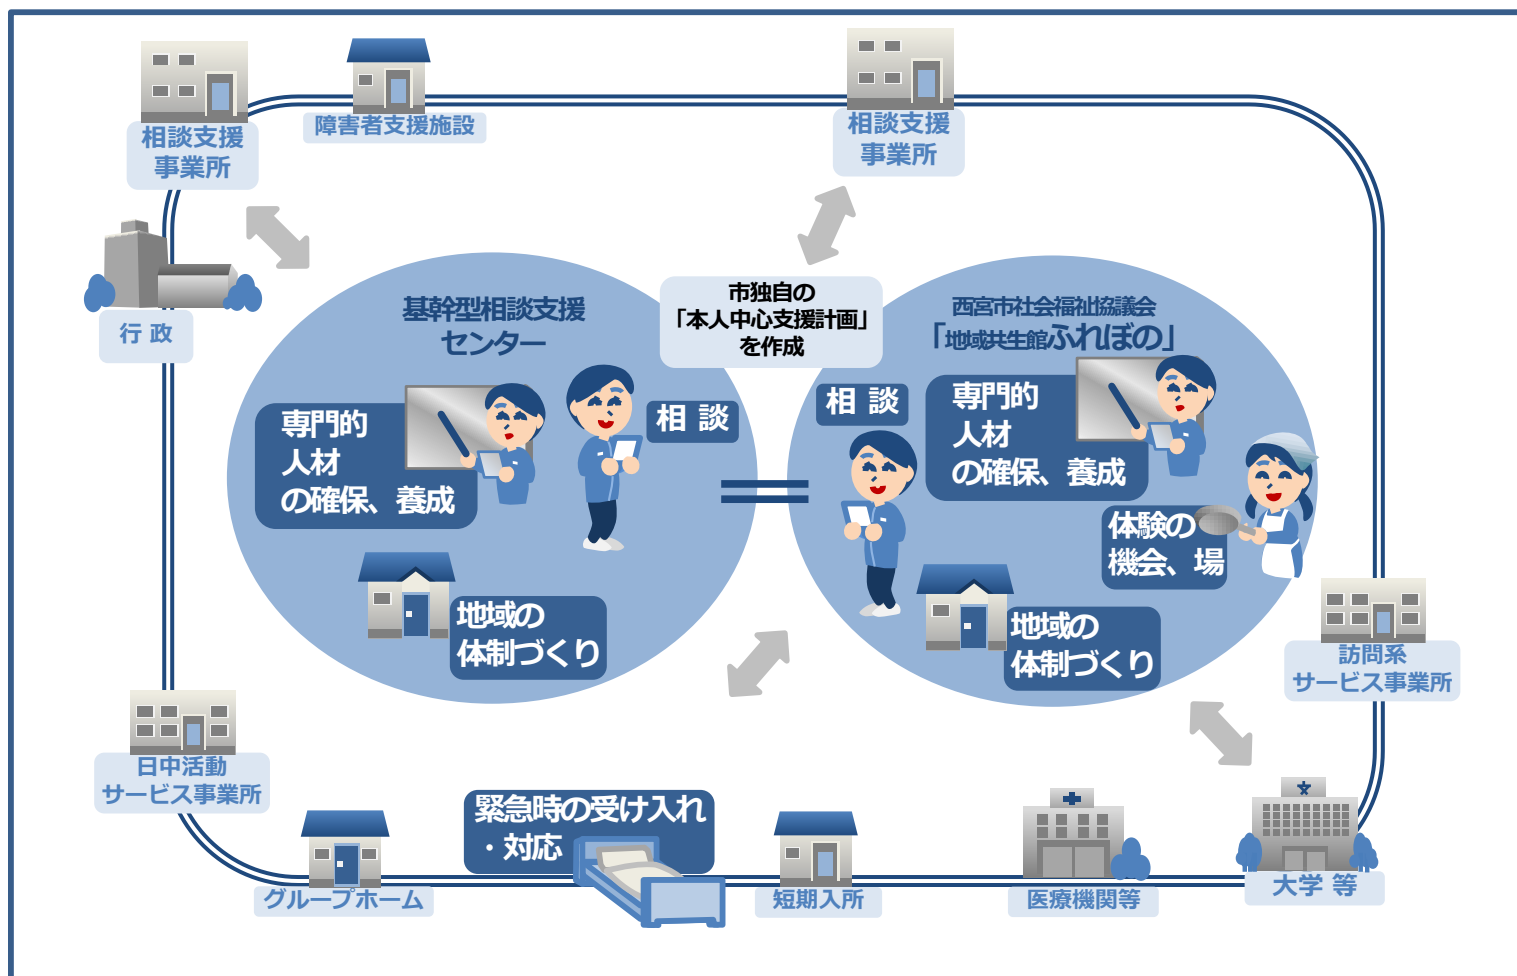 相談支援
事業所
障害者支援施設
相談支援
事業所
行 政
基幹型相談支援
センター
市独自の
「本人中心支援計画」
を作成
西宮市社会福祉協議会
「地域共生館ふれぼの」
専門的
人材
の確保、養成
相 談
相 談
専門的
人材
の確保、養成
体験の
機会、場
地域の
体制づくり
地域の
体制づくり
訪問系
サービス事業所
日中活動
サービス事業所
緊急時の受け入れ
・対応
グループホーム
短期入所
医療機関等
文
大学 等